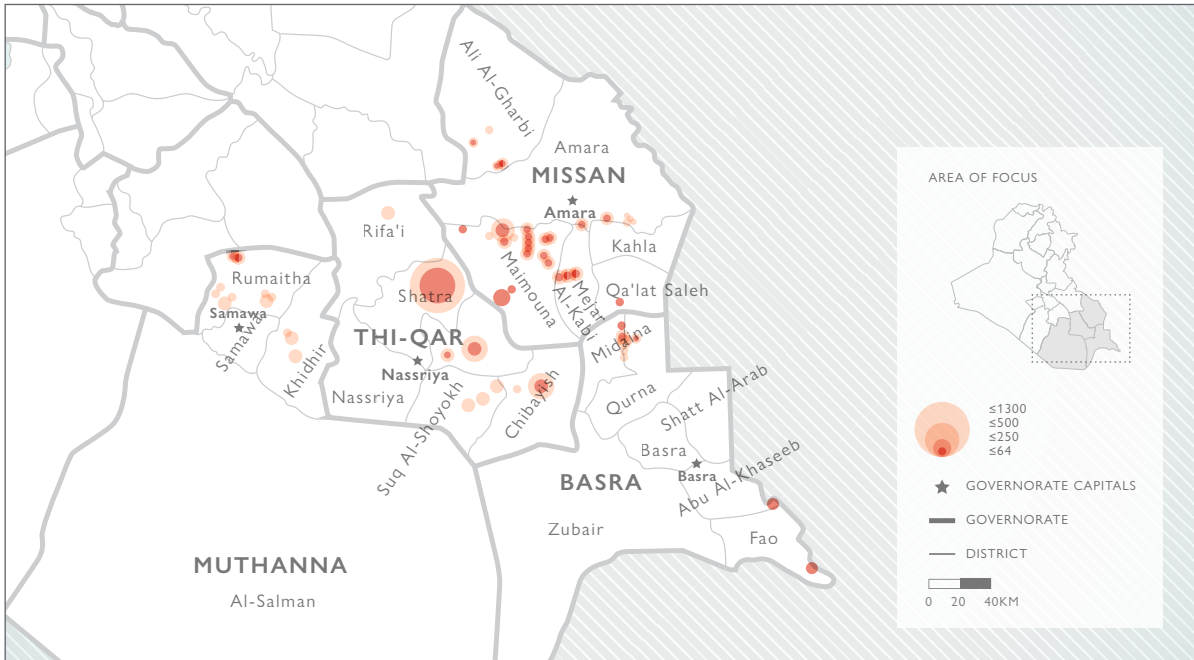 Ali Al-Gharbi
Amara
MISSAN
Amara
Rifa'i
Kahla
Maimouna
Rumaitha
Shatra
Mejar
Al-Kabi
Qa'lat Saleh
Samawa
Samawa
THI-QAR
Midaina
Khidhir
Nassriya
Nassriya
Suq Al-Shoyokh
Chibayish
Qurna
Shatt Al-Arab
Basra
Basra
Abu Al-Khaseeb
BASRA
Zubair
Fao
MUTHANNA
Al-Salman
AREA OF FOCUS
≤1300
≤500
≤250
≤64
GOVERNORATE CAPITALS
GOVERNORATE
DISTRICT
0 20 40KM